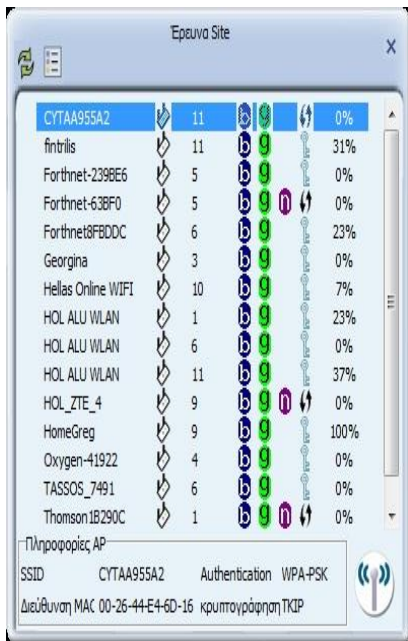 Έρευνα Site
CYTAA955A2 11 b g 0%
fintrilis 11 b g 31%
Forthnet-239BE6 5 b g 0%
Forthnet-63BF0 5 b g n 0%
Forthnet8FBDDC 6 b g 23%
Georgina 3 b g 0%
Hellas Online WIFI 10 b g 7%
HOL ALU WLAN 1 b g 23%
HOL ALU WLAN 6 b g 0%
HOL ALU WLAN 11 b g 37%
HOL_ZTE_4 9 b g n 0%
HomeGreg 9 b g 100%
Oxygen-41922 4 b g 0%
TASSOS_7491 6 b g 0%
Thomson1B290C 1 b g n 0%
Πληροφορίες AP
SSID CYTAA955A2 Authentication WPA-PSK
Διεύθυνση MAC 00-26-44-E4-6D-16 κρυπτογράφηση TKIP